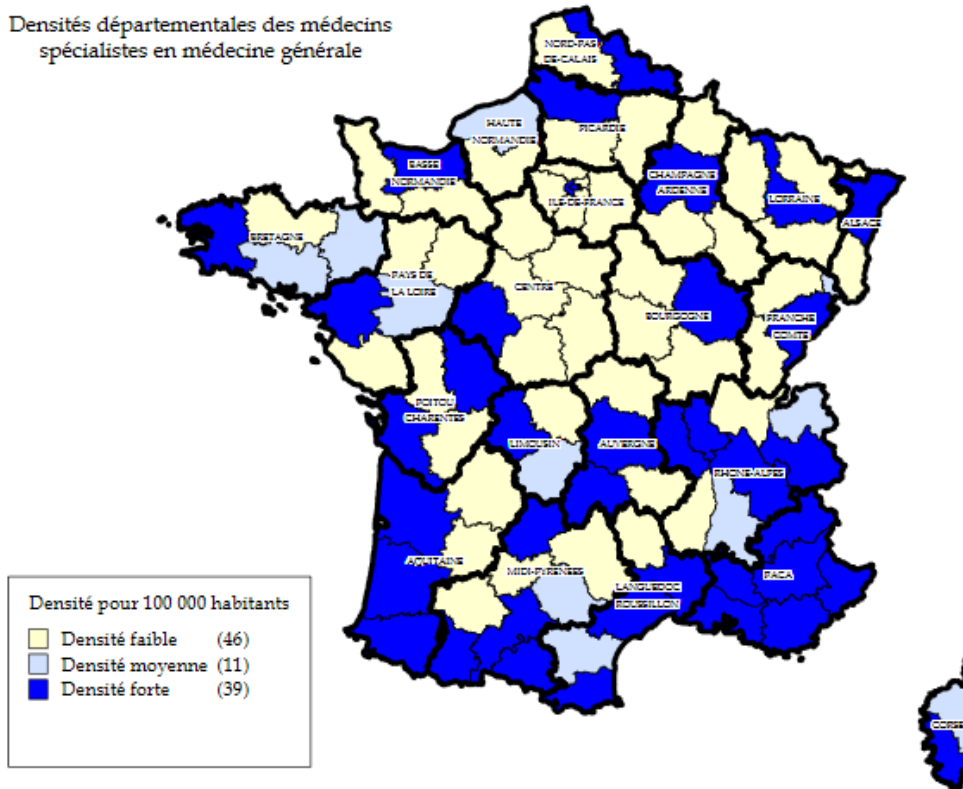 Densités départementales des médecins
spécialistes en médecine générale
NORD-PAS
DE-CALAIS
HAUTE
NORMANDIE
PICARDIE
BASSE
NORMANDIE
ILE-DE-FRANCE
CHAMPAGNE
ARDENNE
LORRAINE
ALSACE
BRETAGNE
PAYS DE
LA LOIRE
CENTRE
BOURGOGNE
FRANCHE
COMTE
POITOU
CHARENTES
LIMOUSIN
AUVERGNE
RHONE-ALPES
AQUITAINE
MIDI-PYRENEES
LANGUEDOC
ROUSSILLON
PACA
CORSE
Densité pour 100 000 habitants
Densité faible (46)
Densité moyenne (11)
Densité forte (39)